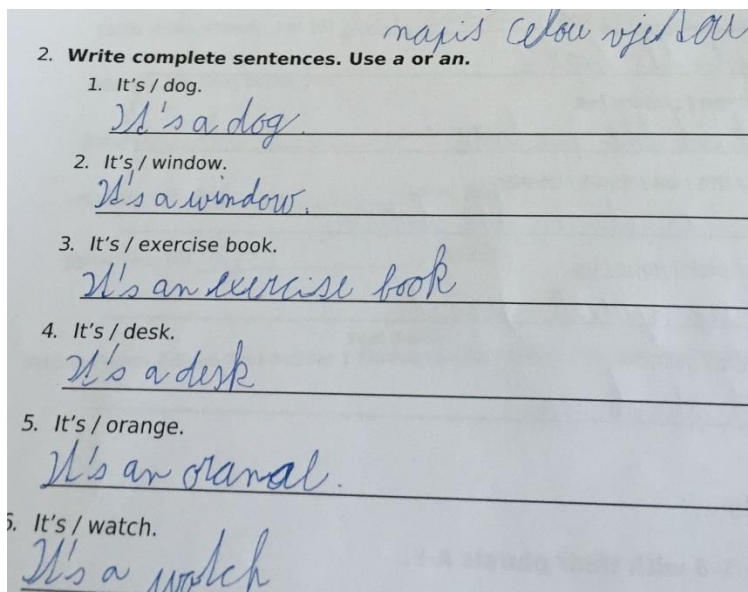 napis celou vjetou
2. Write complete sentences. Use a or an.
1. It's / dog.
It's a dog.
2. It's / window.
It's a window.
3. It's / exercise book.
It's an exercise book
4. It's / desk.
It's a desk
5. It's / orange.
It's an oranal.
6. It's / watch.
It's a watch